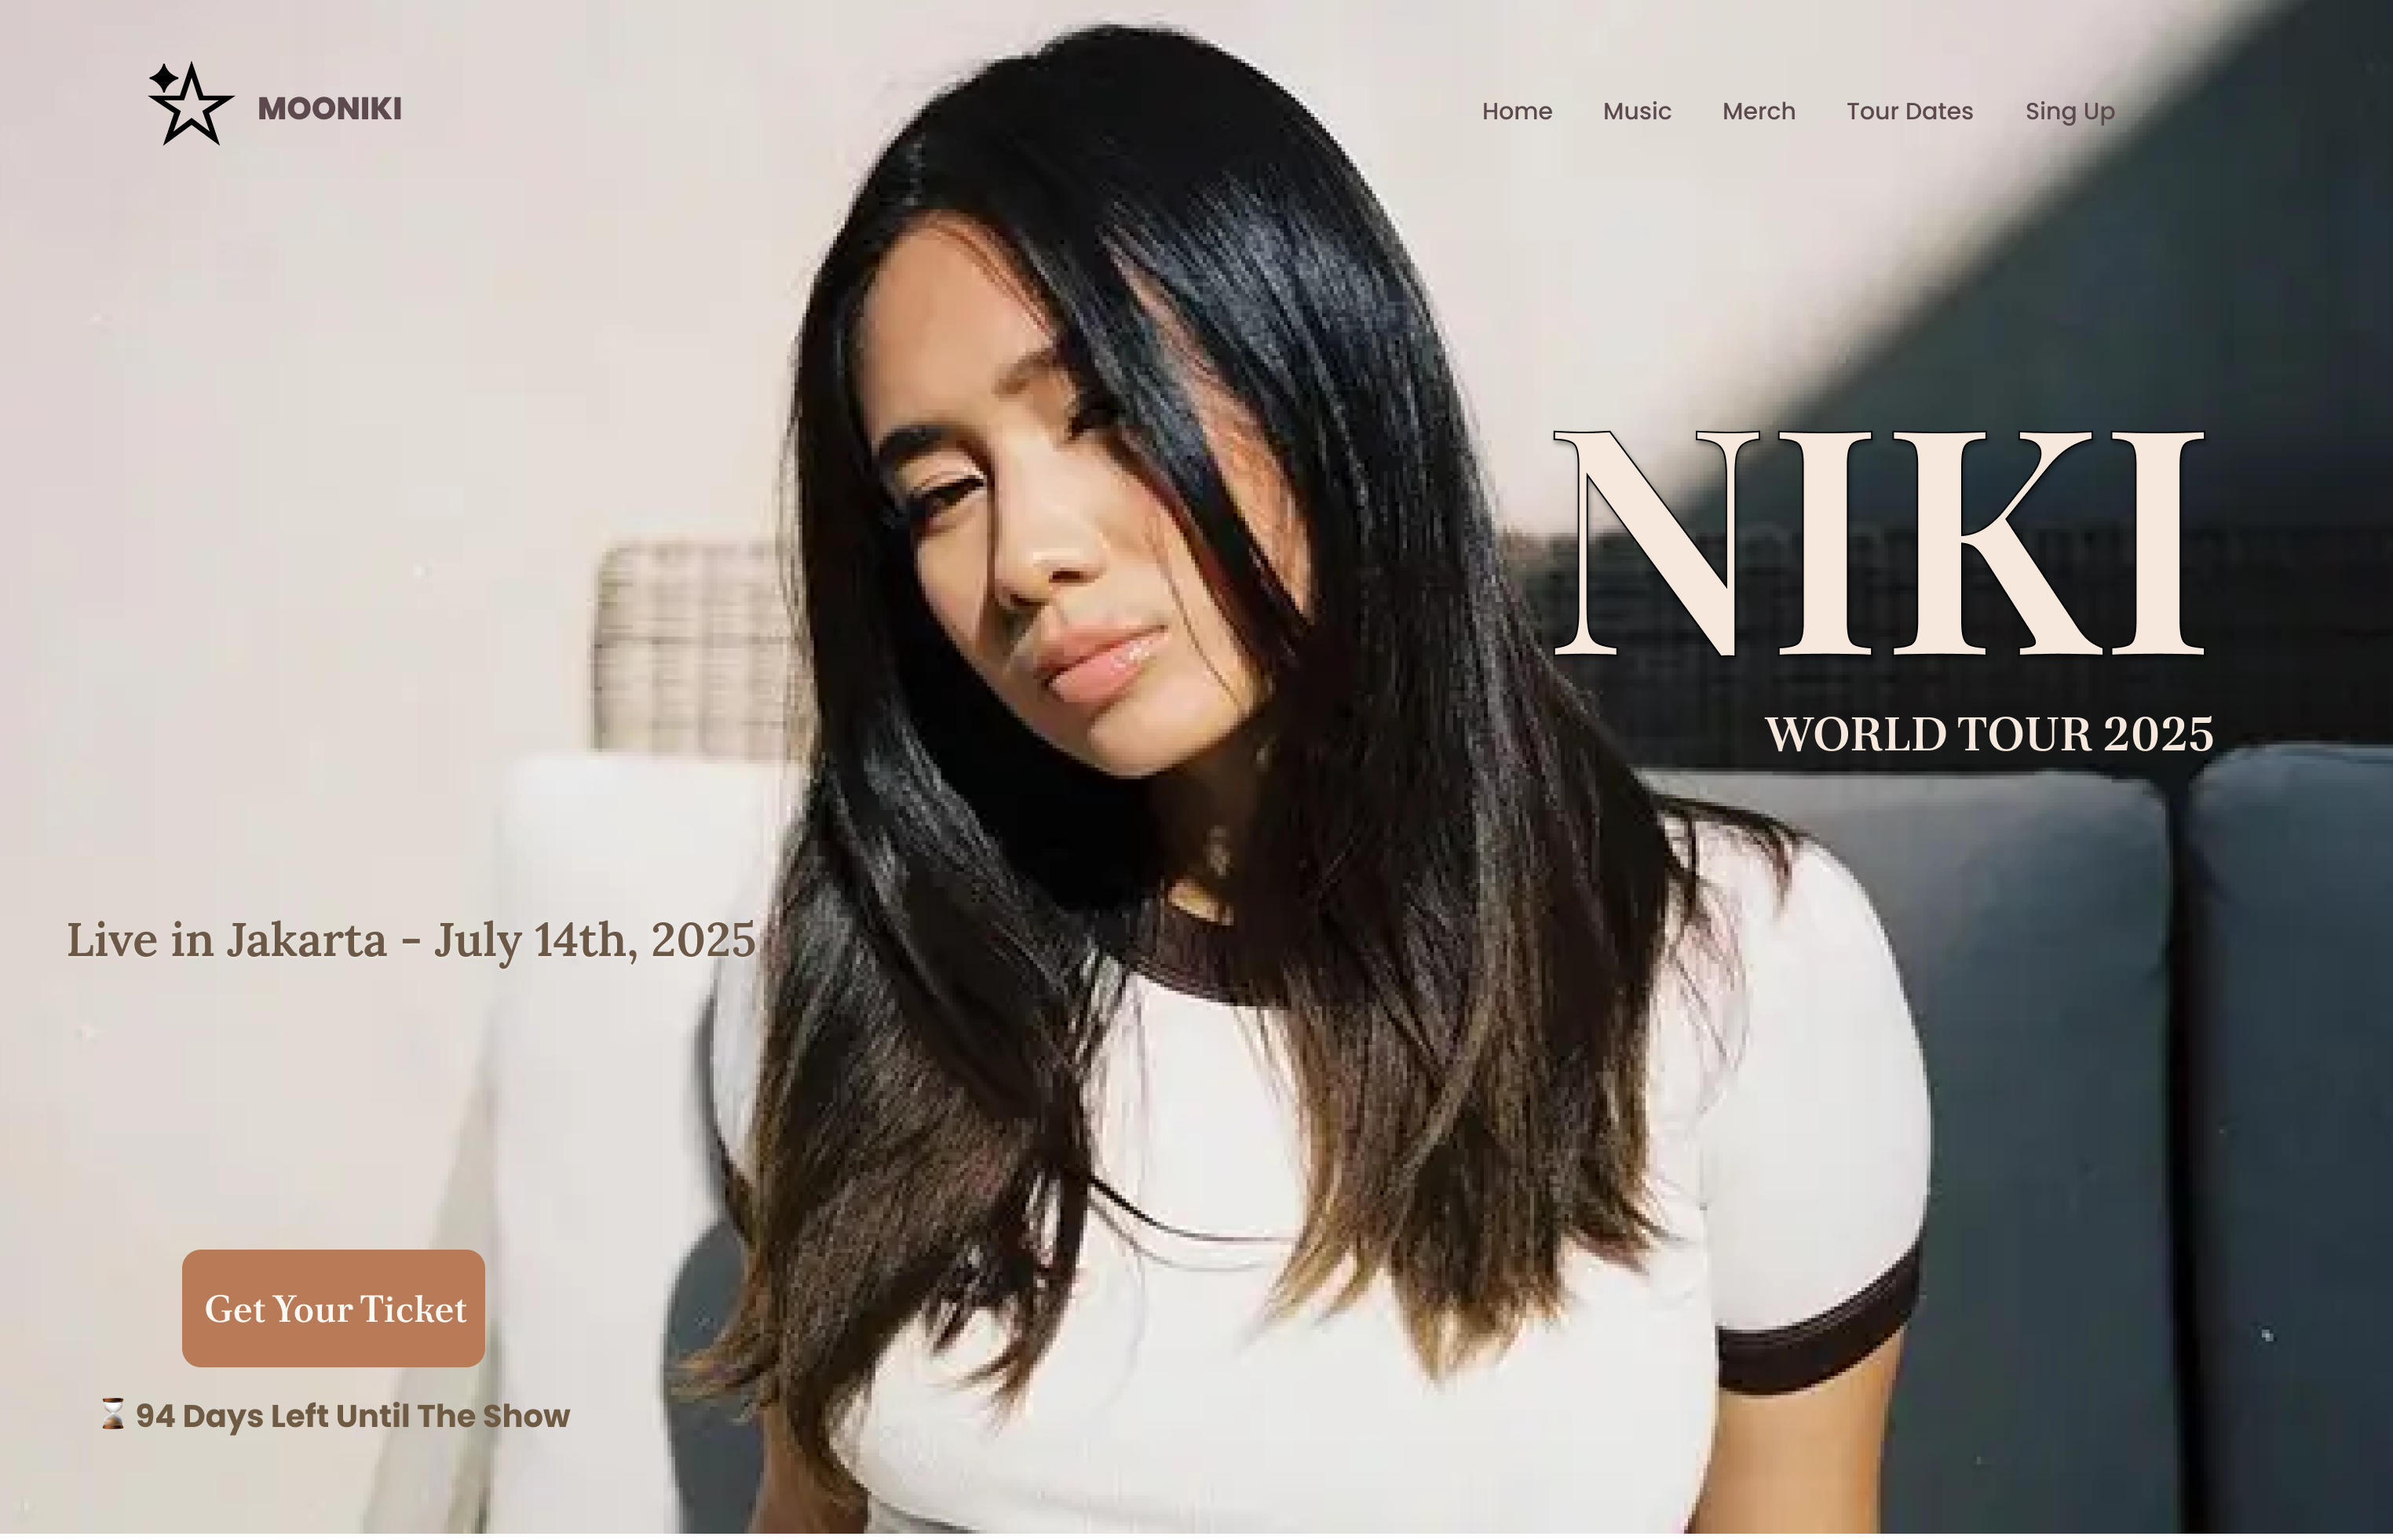 MOONIKI
Home Music Merch Tour Dates Sing Up
NIKI
WORLD TOUR 2025
Live in Jakarta - July 14th, 2025
Get Your Ticket
⌛ 94 Days Left Until The Show